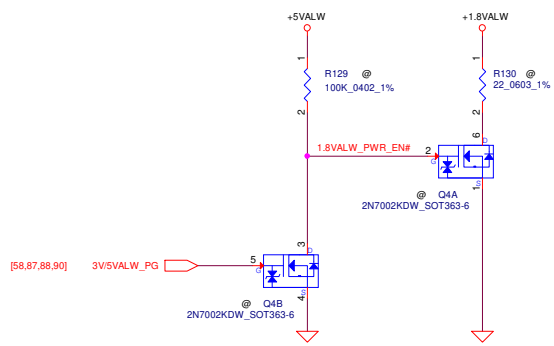 +5VALW
+1.8VALW
1
1
R129 @
100K_0402_1%
R130 @
22_0603_1%
2
2
6
D
1.8VALW_PWR_EN#
2
G
S
1
@ Q4A
2N7002KDW_SOT363-6
3
D
[58,87,88,90]
3V/5VALW_PG
5
G
S
4
@ Q4B
2N7002KDW_SOT363-6